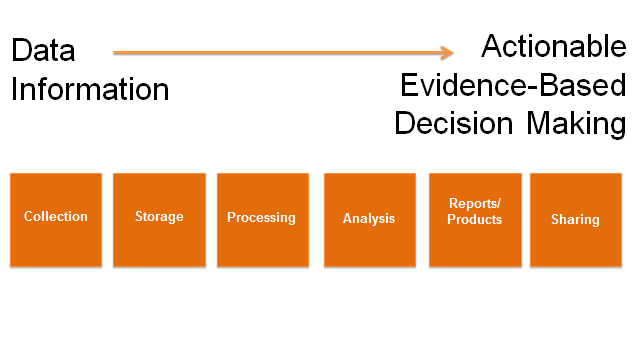 Data
Information
Actionable
Evidence-Based
Decision Making
Collection
Storage
Processing
Analysis
Reports/
Products
Sharing